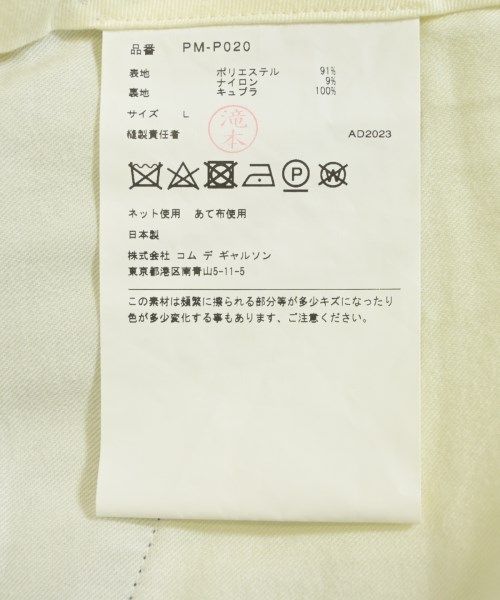 品番 PM-P020
表地 ポリエステル 91%
ナイロン 9%
裏地 キュプラ 100%
サイズ L
滝本
縫製責任者 AD2023
P W
ネット使用 あて布使用
日本製
株式会社 コム デ ギャルソン
東京都港区南青山5-11-5
この素材は頻繁に擦られる部分等が多少キズになったり
色が多少変化する事もあります、ご注意ください。